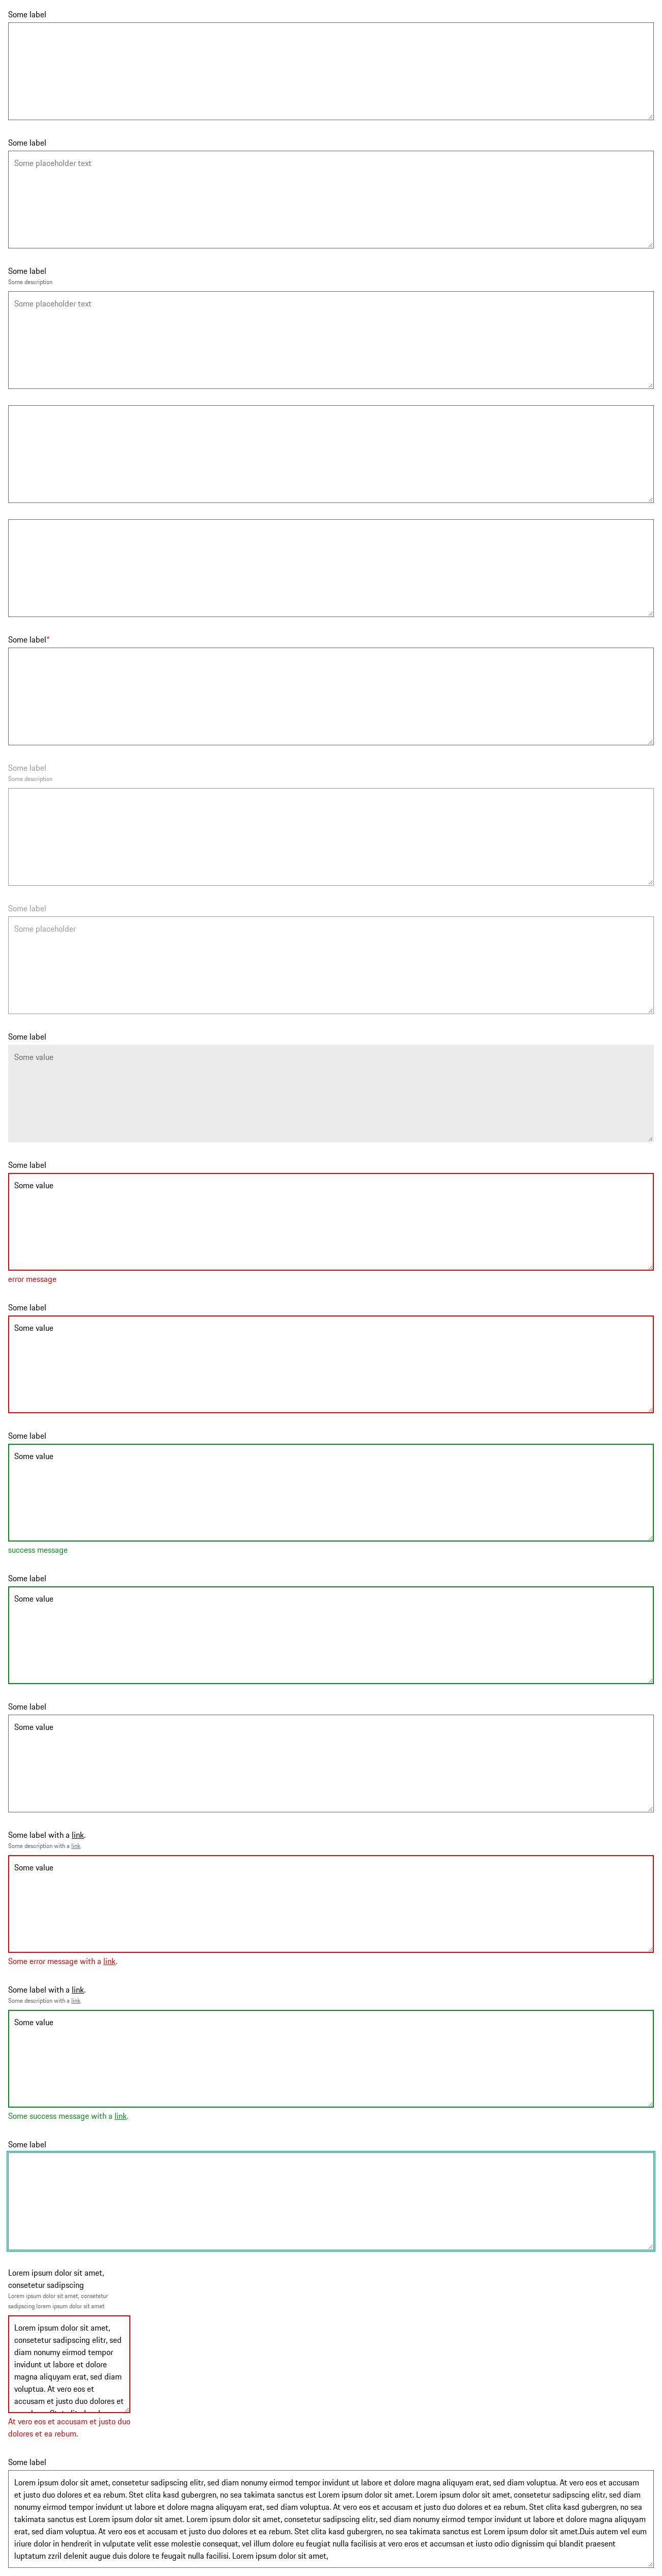 Some label
Some label
Some placeholder text
Some label
Some description
Some placeholder text
Some label*
Some label
Some description
Some label
Some placeholder
Some label
Some value
Some label
Some value
error message
Some label
Some value
Some label
Some value
success message
Some label
Some value
Some label
Some value
Some label with a link.
Some description with a link.
Some value
Some error message with a link.
Some label with a link.
Some description with a link.
Some value
Some success message with a link.
Some label
Lorem ipsum dolor sit amet,
consetetur sadipscing
Lorem ipsum dolor sit amet, consetetur
sadipscing lorem ipsum dolor sit amet
Lorem ipsum dolor sit amet,
consetetur sadipscing elitr, sed
diam nonumy eirmod tempor
invidunt ut labore et dolore
magna aliquyam erat, sed diam
voluptua. At vero eos et
accusam et justo duo dolores et
At vero eos et accusam et justo duo
dolores et ea rebum.
Some label
Lorem ipsum dolor sit amet, consetetur sadipscing elitr, sed diam nonumy eirmod tempor invidunt ut labore et dolore magna aliquyam erat, sed diam voluptua. At vero eos et accusam
et justo duo dolores et ea rebum. Stet clita kasd gubergren, no sea takimata sanctus est Lorem ipsum dolor sit amet. Lorem ipsum dolor sit amet, consetetur sadipscing elitr, sed diam
nonumy eirmod tempor invidunt ut labore et dolore magna aliquyam erat, sed diam voluptua. At vero eos et accusam et justo duo dolores et ea rebum. Stet clita kasd gubergren, no sea
takimata sanctus est Lorem ipsum dolor sit amet. Lorem ipsum dolor sit amet, consetetur sadipscing elitr, sed diam nonumy eirmod tempor invidunt ut labore et dolore magna aliquyam
erat, sed diam voluptua. At vero eos et accusam et justo duo dolores et ea rebum. Stet clita kasd gubergren, no sea takimata sanctus est Lorem ipsum dolor sit amet.Duis autem vel eum
iriure dolor in hendrerit in vulputate velit esse molestie consequat, vel illum dolore eu feugiat nulla facilisis at vero eros et accumsan et iusto odio dignissim qui blandit praesent
luptatum zzril delenit augue duis dolore te feugait nulla facilisi. Lorem ipsum dolor sit amet,